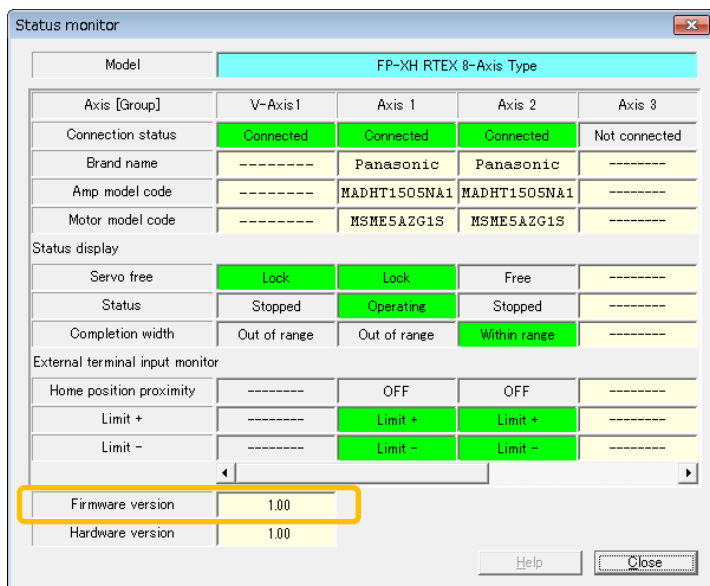 Status monitor
Model FP-XH RTEX 8-Axis Type
Axis [Group] V-Axis1 Axis 1 Axis 2 Axis 3
Connection status Connected Connected Connected Not connected
Brand name -------- Panasonic Panasonic --------
Amp model code -------- MADHT1505NA1 MADHT1505NA1 --------
Motor model code -------- MSME5AZG1S MSME5AZG1S --------
Status display
Servo free Lock Lock Free --------
Status Stopped Operating Stopped --------
Completion width Out of range Out of range Within range --------
External terminal input monitor
Home position proximity -------- OFF OFF --------
Limit + -------- Limit + Limit + --------
Limit - -------- Limit - Limit - --------
Firmware version 1.00
Hardware version 1.00
Help Close